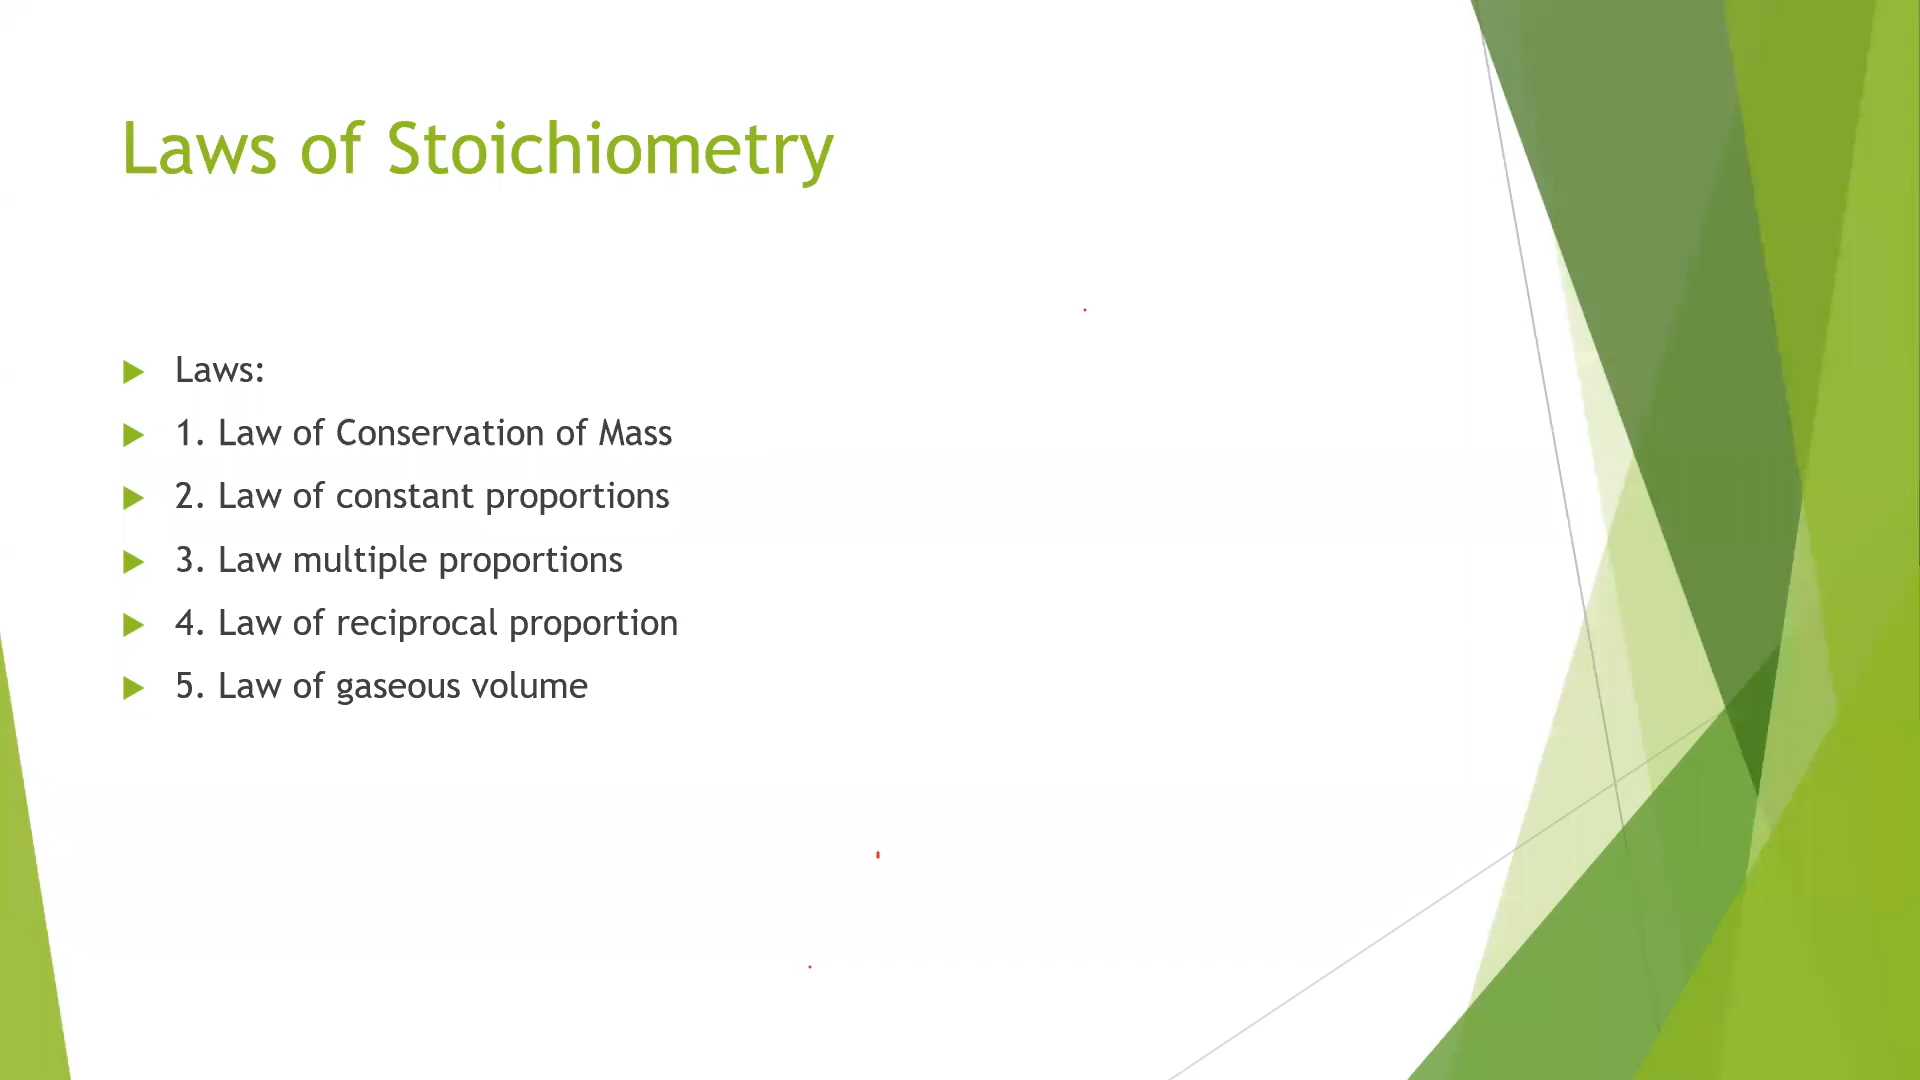 Laws of Stoichiometry
Laws:
1. Law of Conservation of Mass
2. Law of constant proportions
3. Law multiple proportions
4. Law of reciprocal proportion
5. Law of gaseous volume